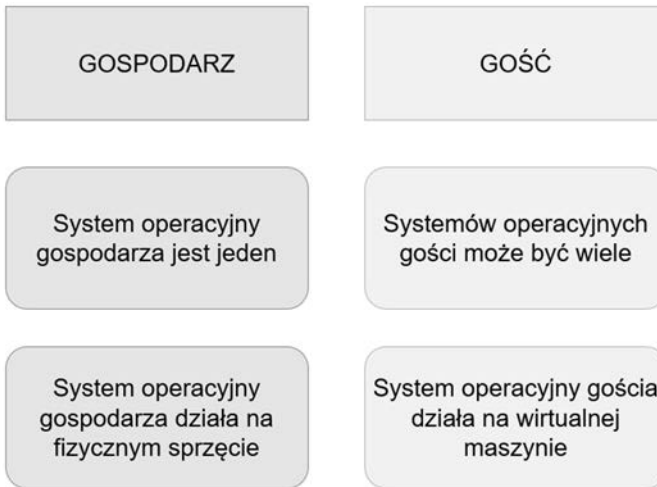 GOSPODARZ
GOŚĆ
System operacyjny
gospodarza jest jeden
Systemów operacyjnych
gości może być wiele
System operacyjny
gospodarza działa na
fizycznym sprzęcie
System operacyjny gościa
działa na wirtualnej
maszynie